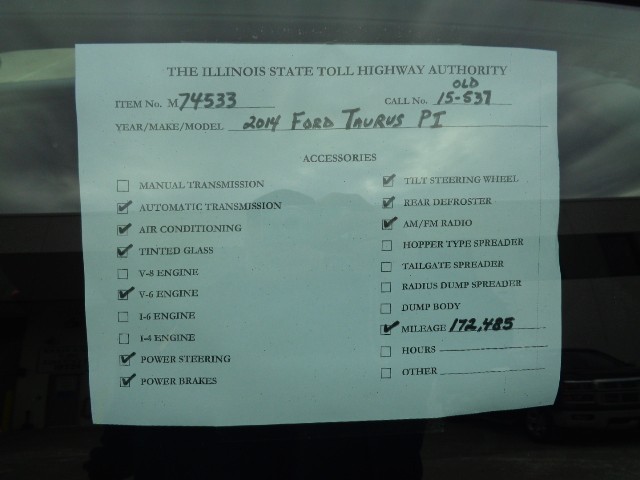 THE ILLINOIS STATE TOLL HIGHWAY AUTHORITY
OLD
ITEM No. M 74533 CALL No. 15-537
YEAR/MAKE/MODEL 2014 FORD TAURUS PI
ACCESSORIES
MANUAL TRANSMISSION
AUTOMATIC TRANSMISSION
AIR CONDITIONING
TINTED GLASS
V-8 ENGINE
V-6 ENGINE
I-6 ENGINE
I-4 ENGINE
POWER STEERING
POWER BRAKES
TILT STEERING WHEEL
REAR DEFROSTER
AM/FM RADIO
HOPPER TYPE SPREADER
TAILGATE SPREADER
RADIUS DUMP SPREADER
DUMP BODY
MILEAGE 172,485
HOURS
OTHER